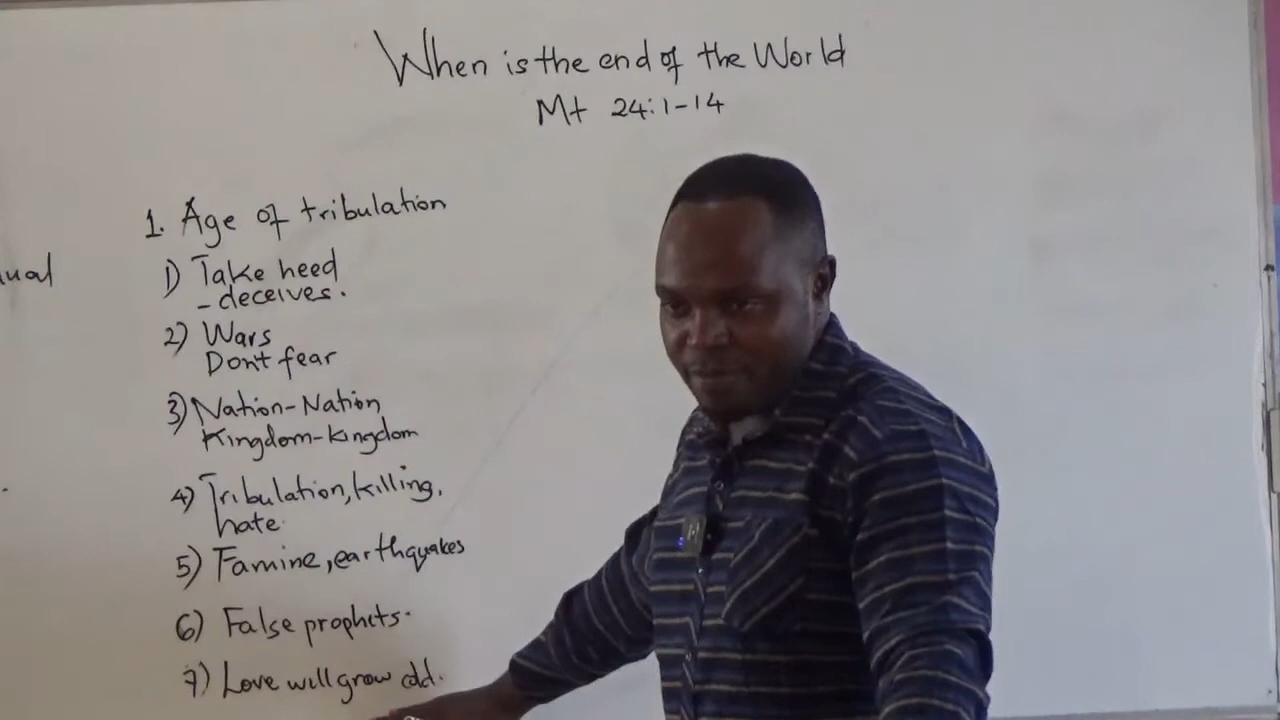 When is the end of the World
Mt 24:1-14
1. Age of tribulation
1) Take heed
- deceives.
2) Wars
Don't fear
3) Nation-Nation
Kingdom-kingdom
4) Tribulation, killing,
hate.
5) Famine, earthquakes
6) False prophets.
7) Love will grow cold.